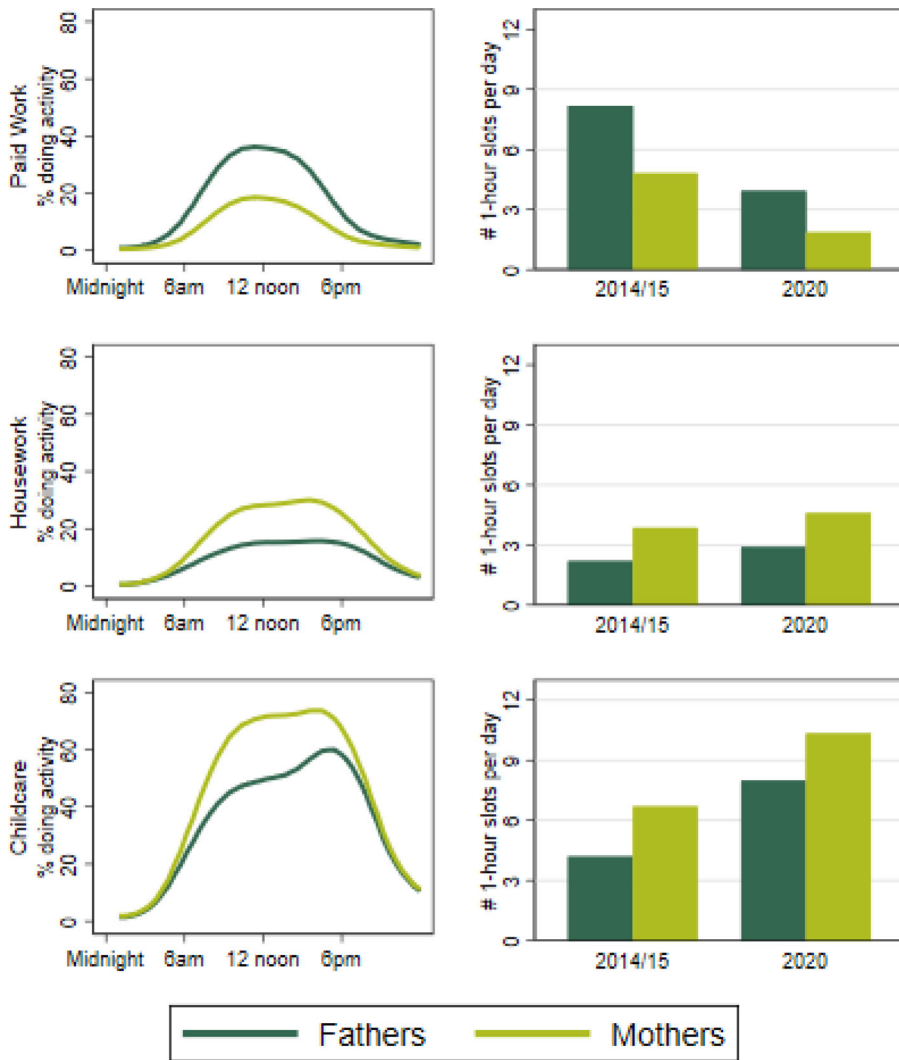 Paid Work
% doing activity
80
60
40
20
0
Midnight 6am 12 noon 6pm
# 1-hour slots per day
12
9
6
3
0
2014/15 2020
Housework
% doing activity
80
60
40
20
0
Midnight 6am 12 noon 6pm
# 1-hour slots per day
12
9
6
3
0
2014/15 2020
Childcare
% doing activity
80
60
40
20
0
Midnight 6am 12 noon 6pm
# 1-hour slots per day
12
9
6
3
0
2014/15 2020
Fathers Mothers